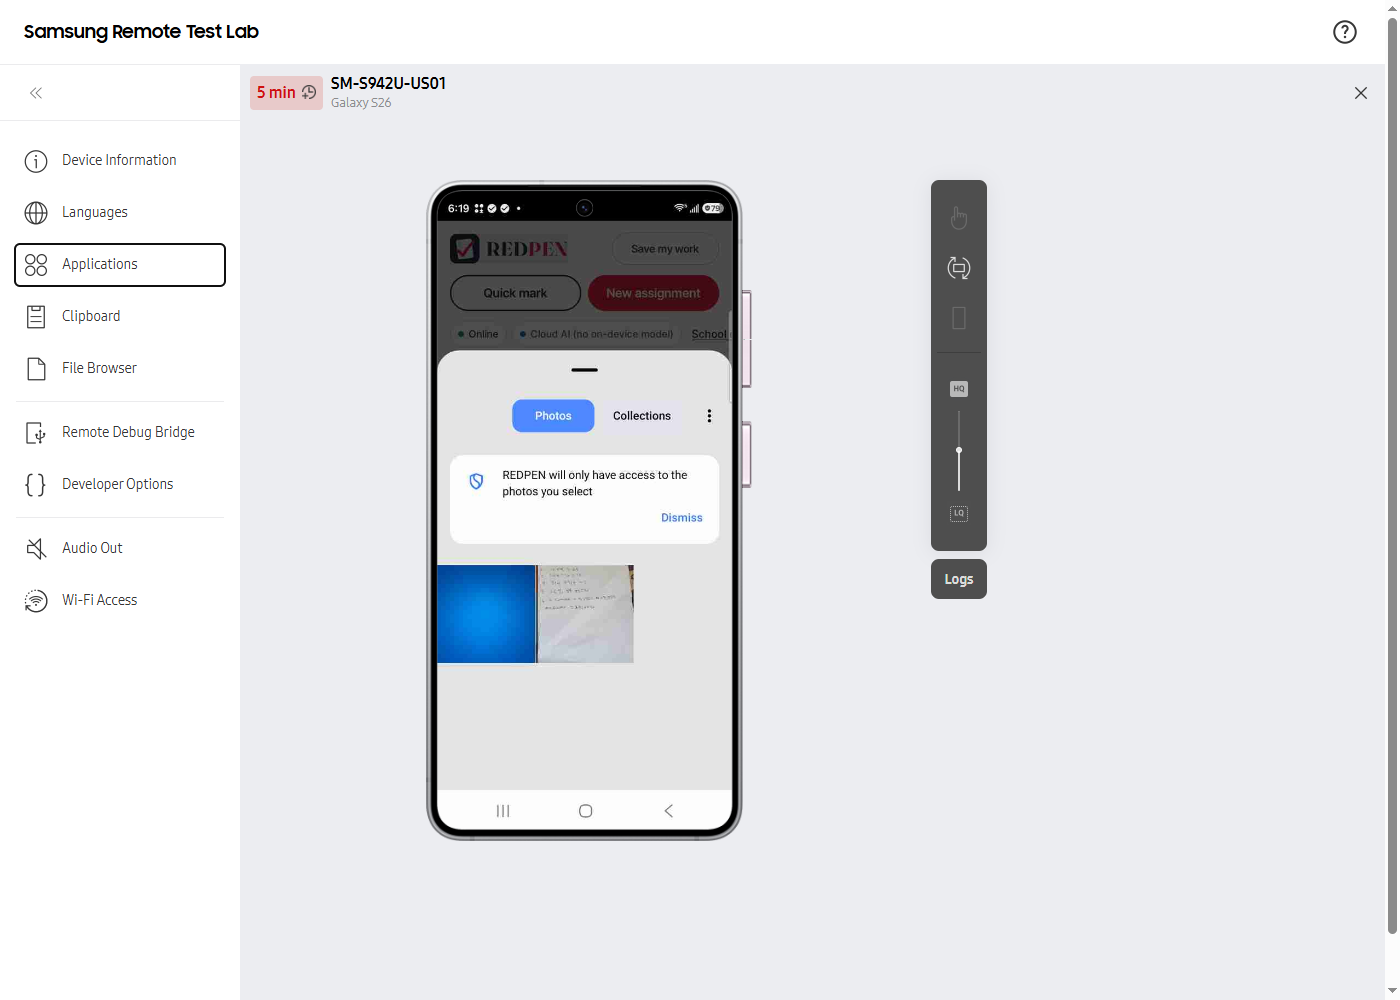 Samsung Remote Test Lab
5 min
SM-S942U-US01
Galaxy S26
Device Information
Languages
Applications
Clipboard
File Browser
Remote Debug Bridge
Developer Options
Audio Out
Wi-Fi Access
6:19
79
REDPEN
Save my work
Quick mark
New assignment
Online
Cloud AI (no on-device model)
School
Photos
Collections
REDPEN will only have access to the
photos you select
Dismiss
HQ
LQ
Logs